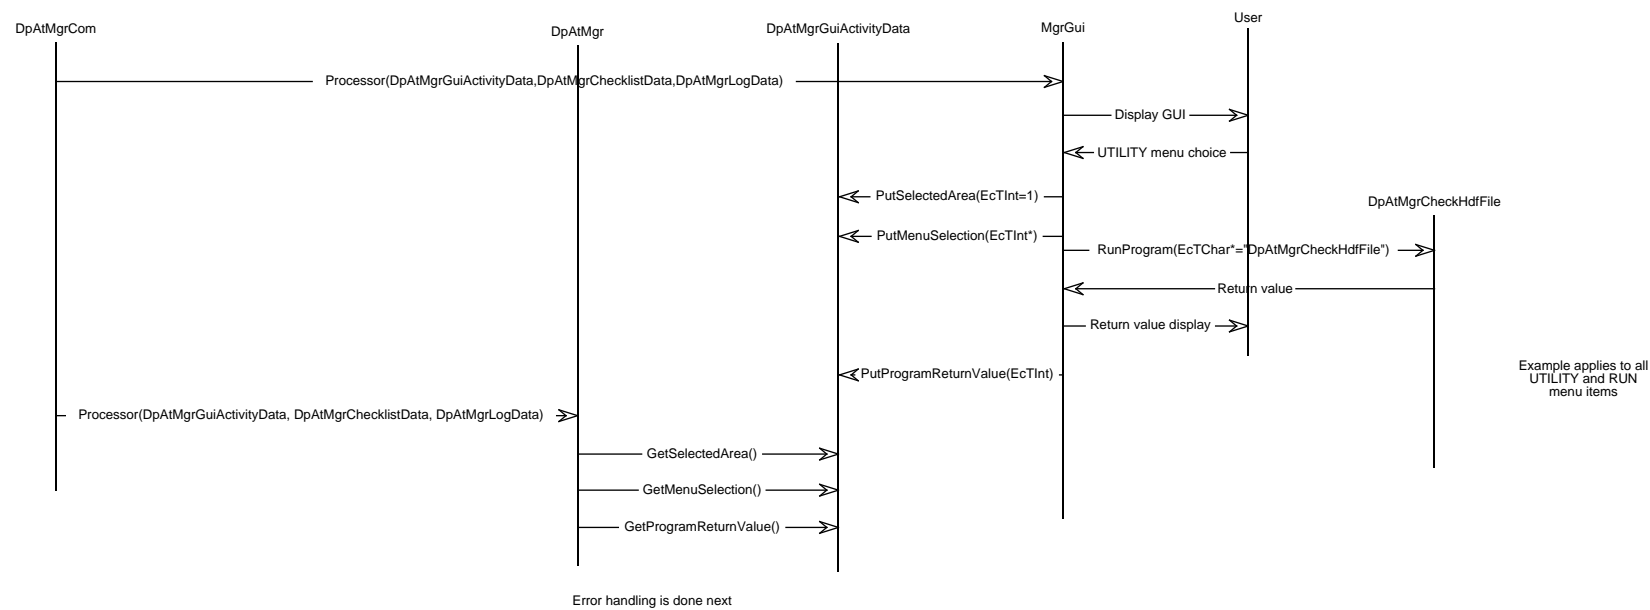 User
DpAtMgrCom
DpAtMgr
DpAtMgrGuiActivityData
MgrGui
Processor(DpAtMgrGuiActivityData,DpAtMgrChecklistData,DpAtMgrLogData)
Display GUI
UTILITY menu choice
PutSelectedArea(EcTInt=1)
DpAtMgrCheckHdfFile
PutMenuSelection(EcTInt*)
RunProgram(EcTChar*="DpAtMgrCheckHdfFile")
Return value
Return value display
Example applies to all
UTILITY and RUN
menu items
PutProgramReturnValue(EcTInt)
Processor(DpAtMgrGuiActivityData, DpAtMgrChecklistData, DpAtMgrLogData)
GetSelectedArea()
GetMenuSelection()
GetProgramReturnValue()
Error handling is done next